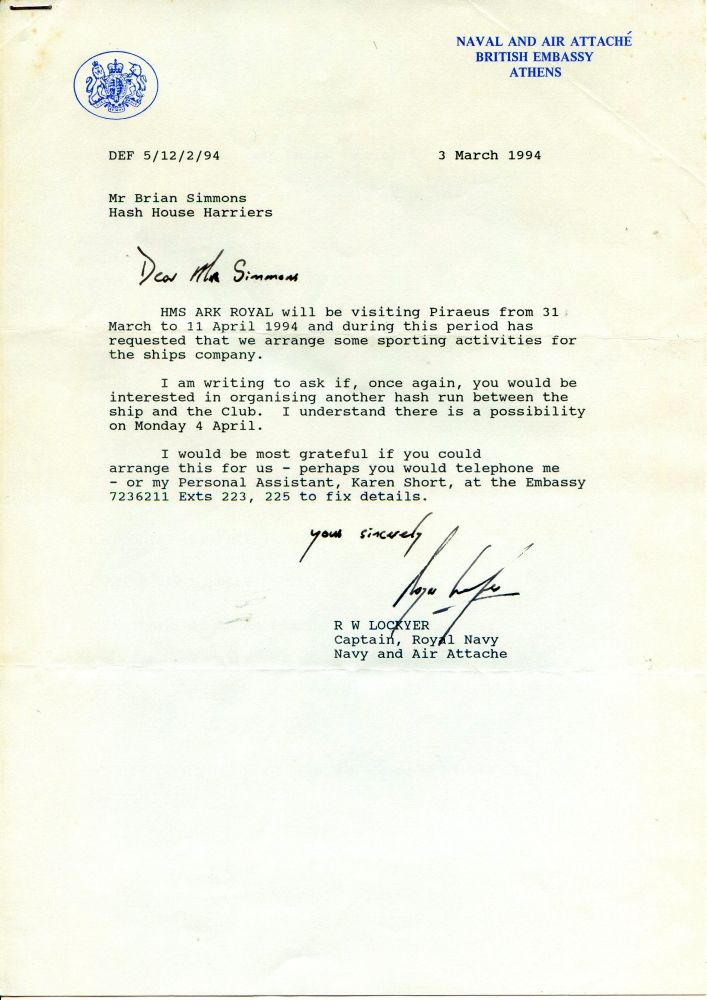 NAVAL AND AIR ATTACHÉ
BRITISH EMBASSY
ATHENS
DEF 5/12/2/94 3 March 1994
Mr Brian Simmons
Hash House Harriers
Dear Mr Simmons
HMS ARK ROYAL will be visiting Piraeus from 31
March to 11 April 1994 and during this period has
requested that we arrange some sporting activities for
the ships company.
I am writing to ask if, once again, you would be
interested in organising another hash run between the
ship and the Club. I understand there is a possibility
on Monday 4 April.
I would be most grateful if you could
arrange this for us - perhaps you would telephone me
- or my Personal Assistant, Karen Short, at the Embassy
7236211 Exts 223, 225 to fix details.
yours sincerely
R W LOCKYER
Captain, Royal Navy
Navy and Air Attache